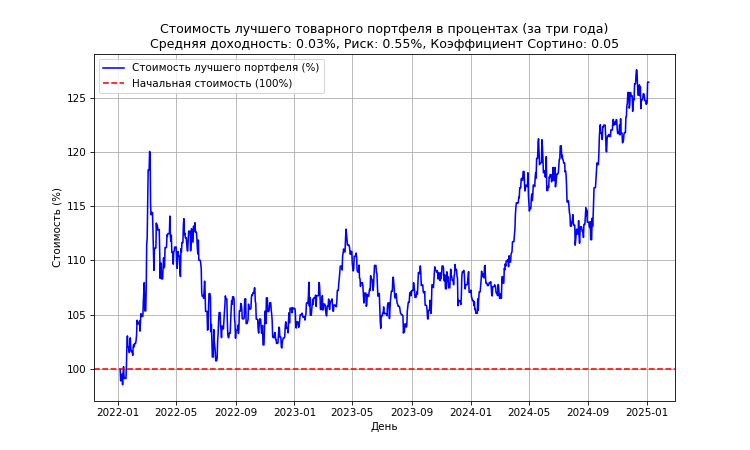 Стоимость лучшего товарного портфеля в процентах (за три года)
Средняя доходность: 0.03%, Риск: 0.55%, Коэффициент Сортино: 0.05
Стоимость лучшего портфеля (%)
Начальная стоимость (100%)
Стоимость (%)
125
120
115
110
105
100
2022-01 2022-05 2022-09 2023-01 2023-05 2023-09 2024-01 2024-05 2024-09 2025-01
День